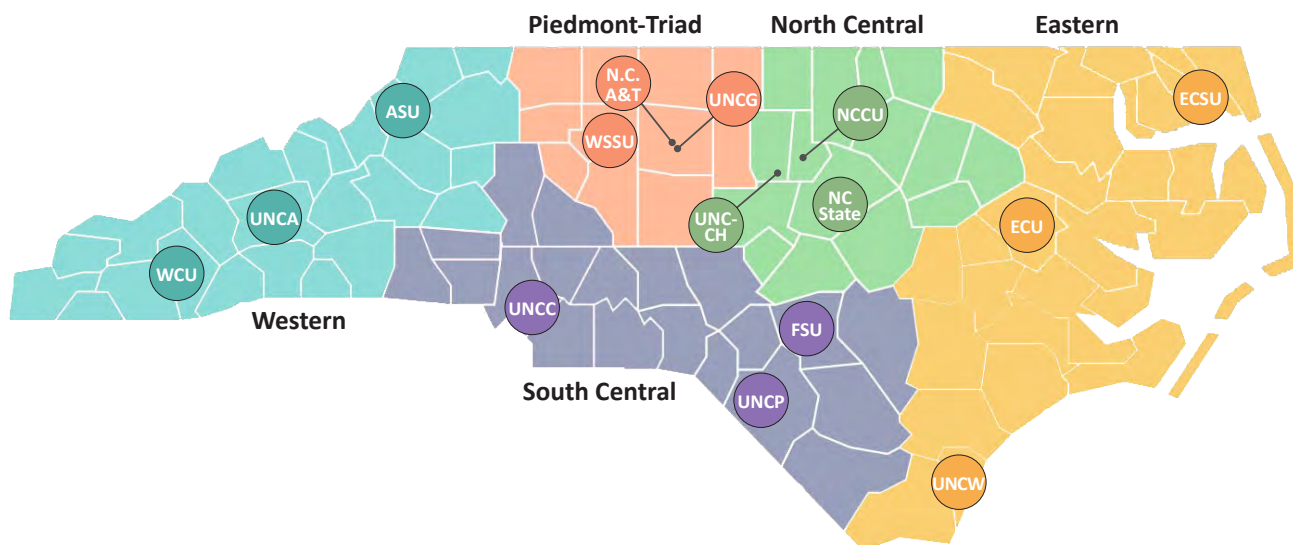 Piedmont-Triad
North Central
Eastern
N.C.
A&T
UNCG
ECSU
ASU
NCCU
WSSU
UNCA
UNC-
CH
NC
State
ECU
WCU
UNCC
Western
FSU
South Central
UNCP
UNCW